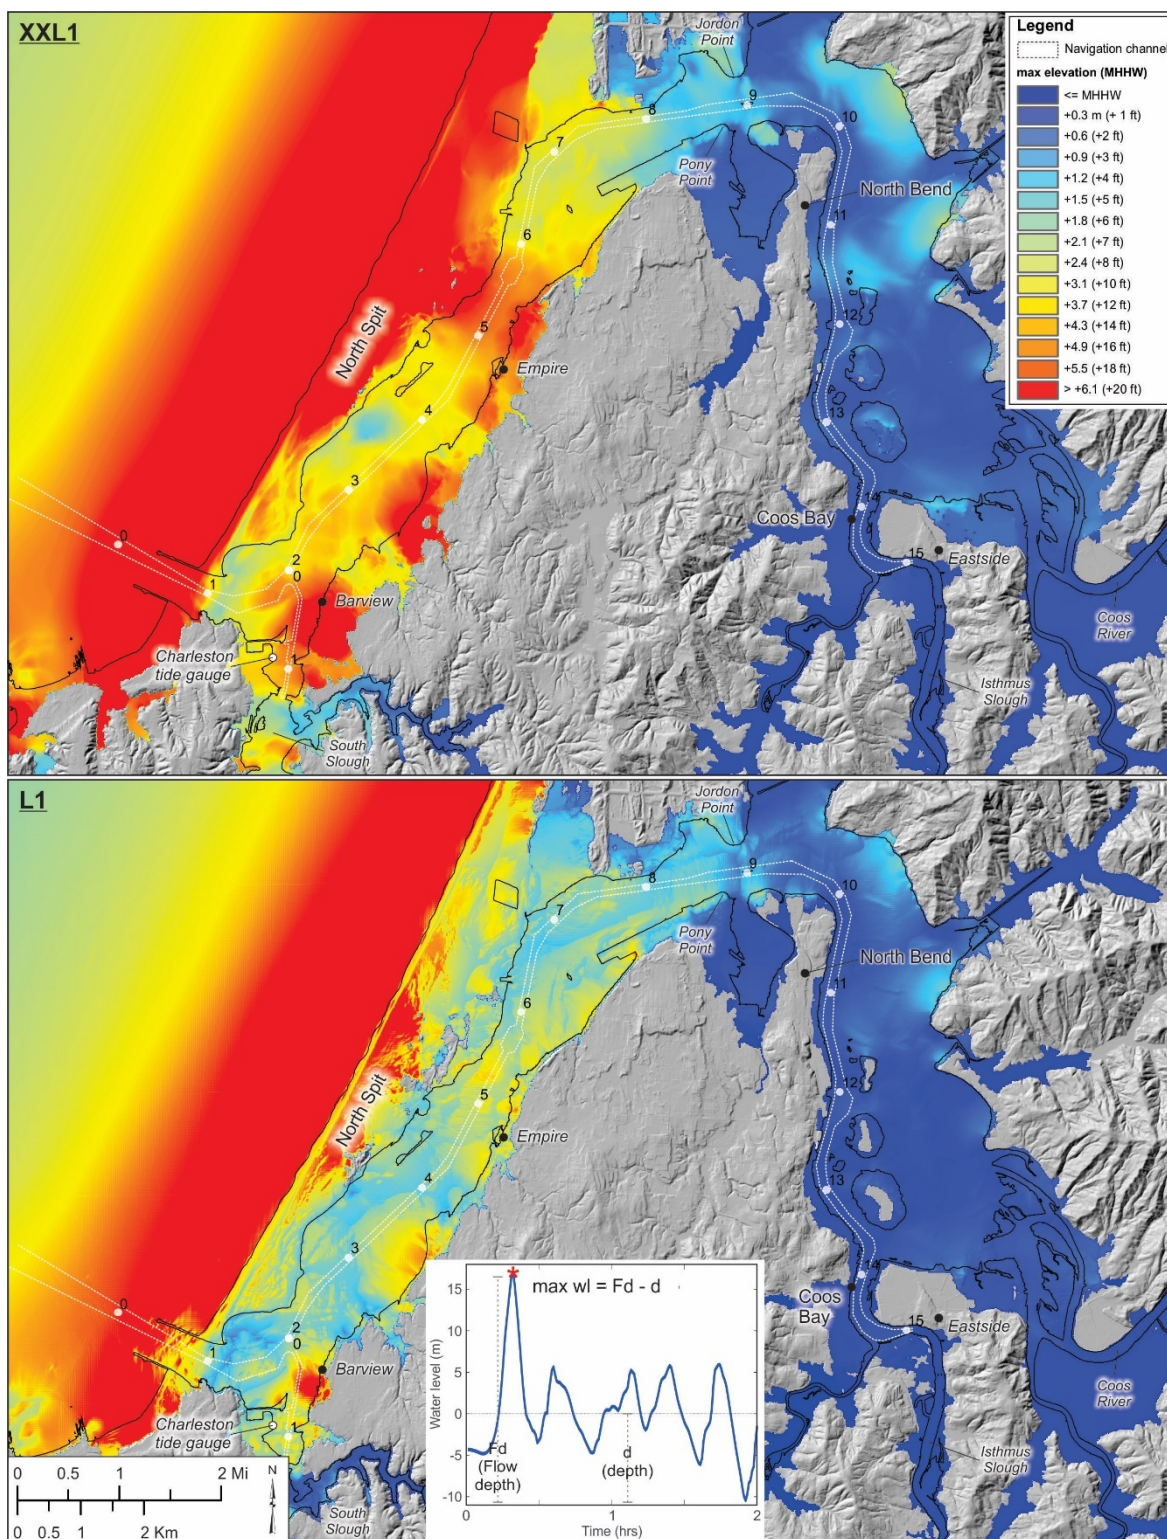 XXL1
Jordon
Point
Legend
Navigation channel
max elevation (MHHW)
<= MHHW
+0.3 m (+ 1 ft)
+0.6 (+2 ft)
+0.9 (+3 ft)
+1.2 (+4 ft)
+1.5 (+5 ft)
+1.8 (+6 ft)
+2.1 (+7 ft)
+2.4 (+8 ft)
+3.1 (+10 ft)
+3.7 (+12 ft)
+4.3 (+14 ft)
+4.9 (+16 ft)
+5.5 (+18 ft)
> +6.1 (+20 ft)
9
8
10
7
Pony
Point
North Bend
11
6
North Spit
5
12
Empire
4
13
3
14
Coos Bay
0
2
0
15
Eastside
1
Barview
Coos
River
Charleston
tide gauge
1
Isthmus
Slough
South
Slough
L1
Jordon
Point
9
8
10
7
Pony
Point
North Bend
11
6
North Spit
5
12
Empire
4
13
3
14
Coos
Bay
0
2
0
15
Eastside
1
Barview
Coos
River
Charleston
tide gauge
1
Isthmus
Slough
South
Slough
max wl = Fd - d
*
15
10
5
0
-5
-10
Water level (m)
Fd
(Flow
depth)
d
(depth)
0
1
2
Time (hrs)
0 0.5 1 2 Mi
0 0.5 1 2 Km
N